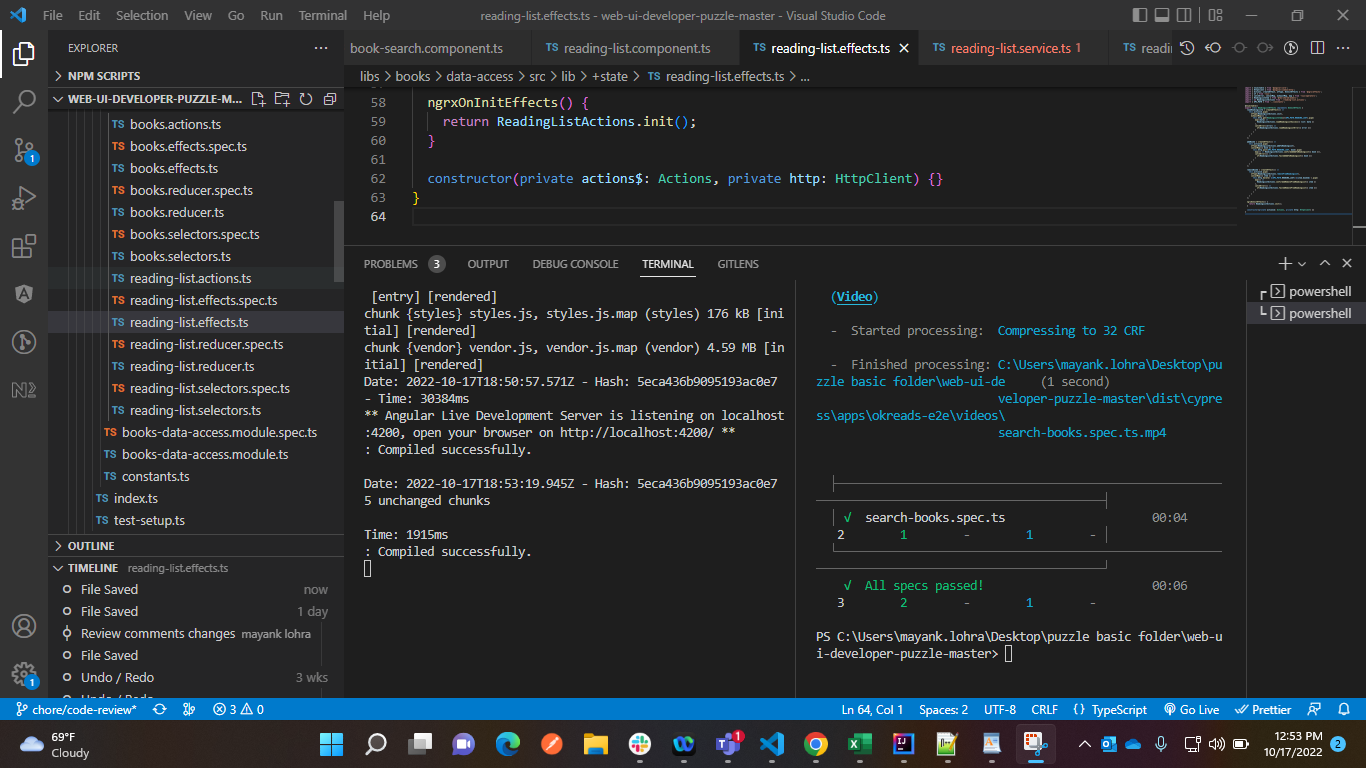 File Edit Selection View Go Run Terminal Help reading-list.effects.ts - web-ui-developer-puzzle-master - Visual Studio Code
EXPLORER
NPM SCRIPTS
WEB-UI-DEVELOPER-PUZZLE-M...
TS books.actions.ts
TS books.effects.spec.ts
TS books.effects.ts
TS books.reducer.spec.ts
TS books.reducer.ts
TS books.selectors.spec.ts
TS books.selectors.ts
TS reading-list.actions.ts
TS reading-list.effects.spec.ts
TS reading-list.effects.ts
TS reading-list.reducer.spec.ts
TS reading-list.reducer.ts
TS reading-list.selectors.spec.ts
TS reading-list.selectors.ts
TS books-data-access.module.spec.ts
TS books-data-access.module.ts
TS constants.ts
TS index.ts
TS test-setup.ts
OUTLINE
TIMELINE reading-list.effects.ts
File Saved now
File Saved 1 day
Review comments changes mayank lohra
File Saved
Undo / Redo 3 wks
Undo / Redo
1
1
book-search.component.ts TS reading-list.component.ts TS reading-list.effects.ts TS reading-list.service.ts 1 TS readi
libs > books > data-access > src > lib > +state > TS reading-list.effects.ts > ...
58 ngrxOnInitEffects() {
59 return ReadingListActions.init();
60 }
61
62 constructor(private actions$: Actions, private http: HttpClient) {}
63 }
64
PROBLEMS 3 OUTPUT DEBUG CONSOLE TERMINAL GITLENS
[entry] [rendered]
chunk {styles} styles.js, styles.js.map (styles) 176 kB [ini
tial] [rendered]
chunk {vendor} vendor.js, vendor.js.map (vendor) 4.59 MB [in
itial] [rendered]
Date: 2022-10-17T18:50:57.571Z - Hash: 5eca436b9095193ac0e7
- Time: 30384ms
** Angular Live Development Server is listening on localhost
:4200, open your browser on http://localhost:4200/ **
: Compiled successfully.
Date: 2022-10-17T18:53:19.945Z - Hash: 5eca436b9095193ac0e7
5 unchanged chunks
Time: 1915ms
: Compiled successfully.
(Video)
- Started processing: Compressing to 32 CRF
- Finished processing: C:\Users\mayank.lohra\Desktop\pu
zzle basic folder\web-ui-de (1 second)
veloper-puzzle-master\dist\cypre
ss\apps\okreads-e2e\videos\
search-books.spec.ts.mp4
√ search-books.spec.ts 00:04
2 1 - 1 -
√ All specs passed! 00:06
3 2 - 1 -
PS C:\Users\mayank.lohra\Desktop\puzzle basic folder\web-u
i-developer-puzzle-master>
powershell
powershell
chore/code-review* 3 0 Ln 64, Col 1 Spaces: 2 UTF-8 CRLF {} TypeScript Go Live Prettier
69°F
Cloudy
1
12:53 PM
10/17/2022
2